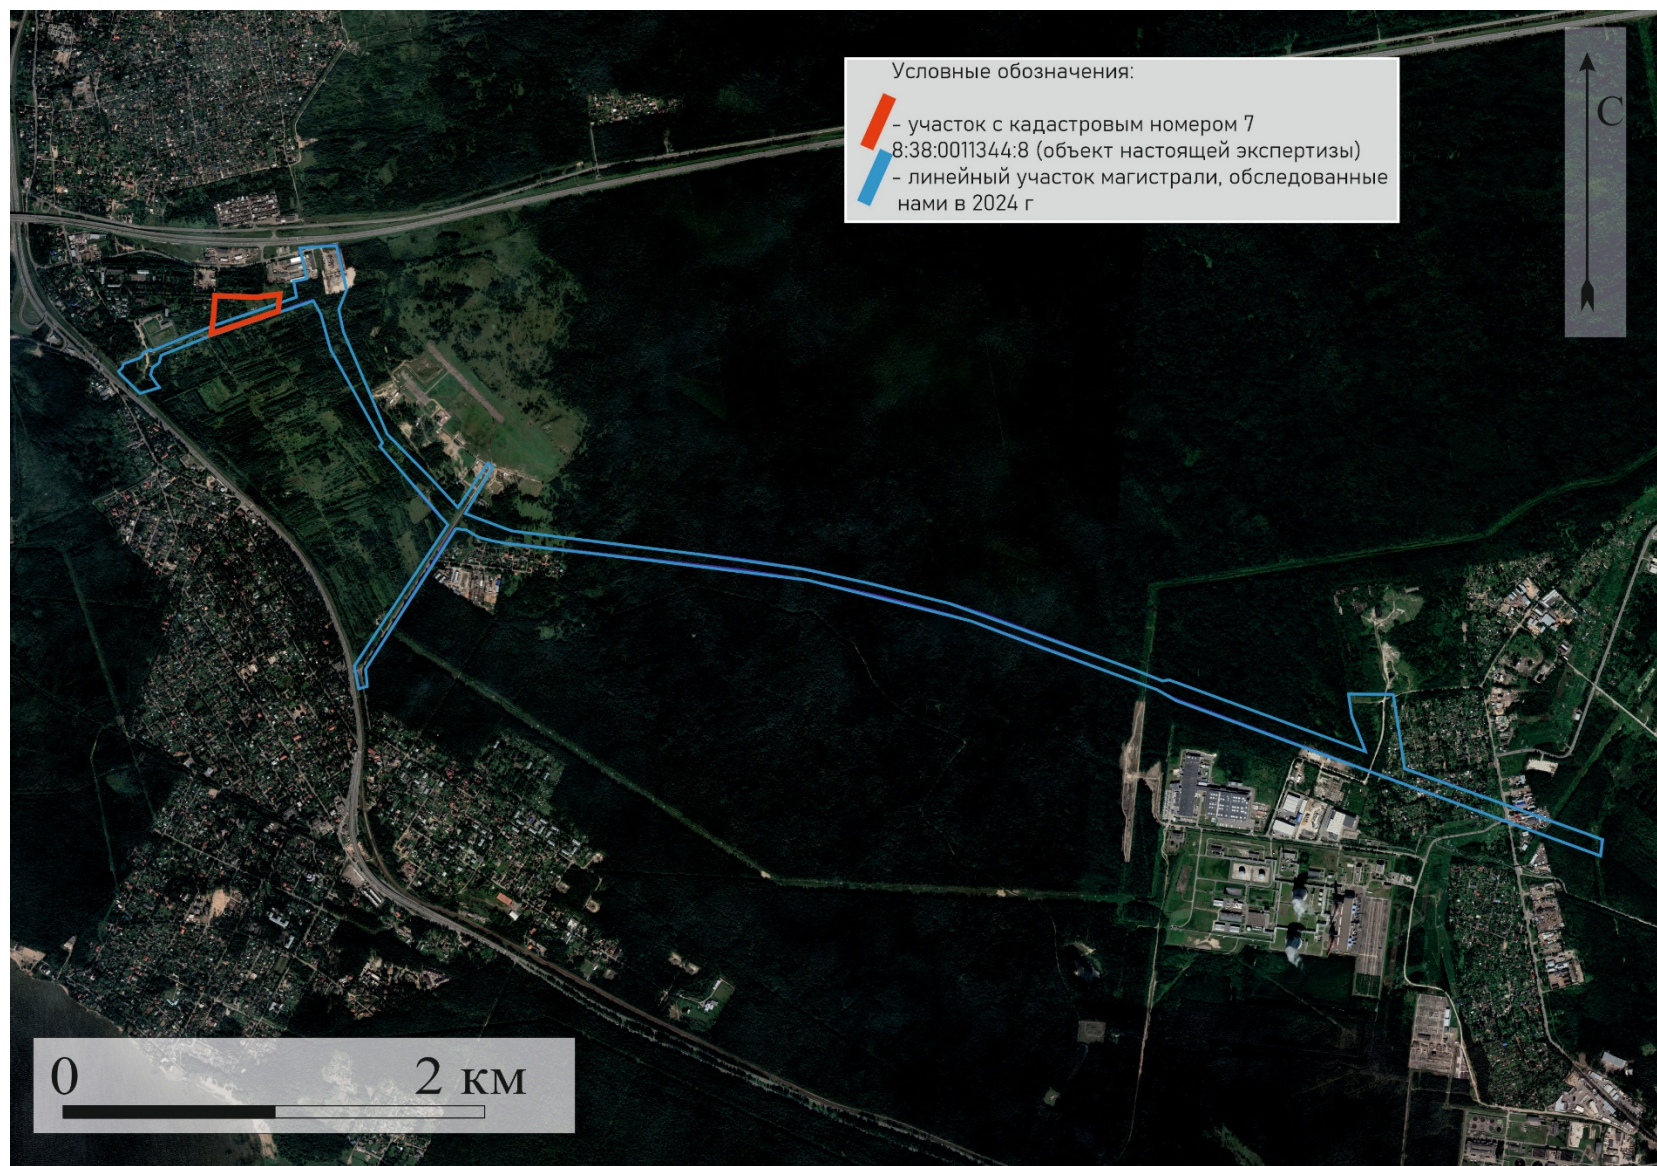 Условные обозначения:
- участок с кадастровым номером 7
8:38:0011344:8 (объект настоящей экспертизы)
- линейный участок магистрали, обследованные
нами в 2024 г
С
0 2 км